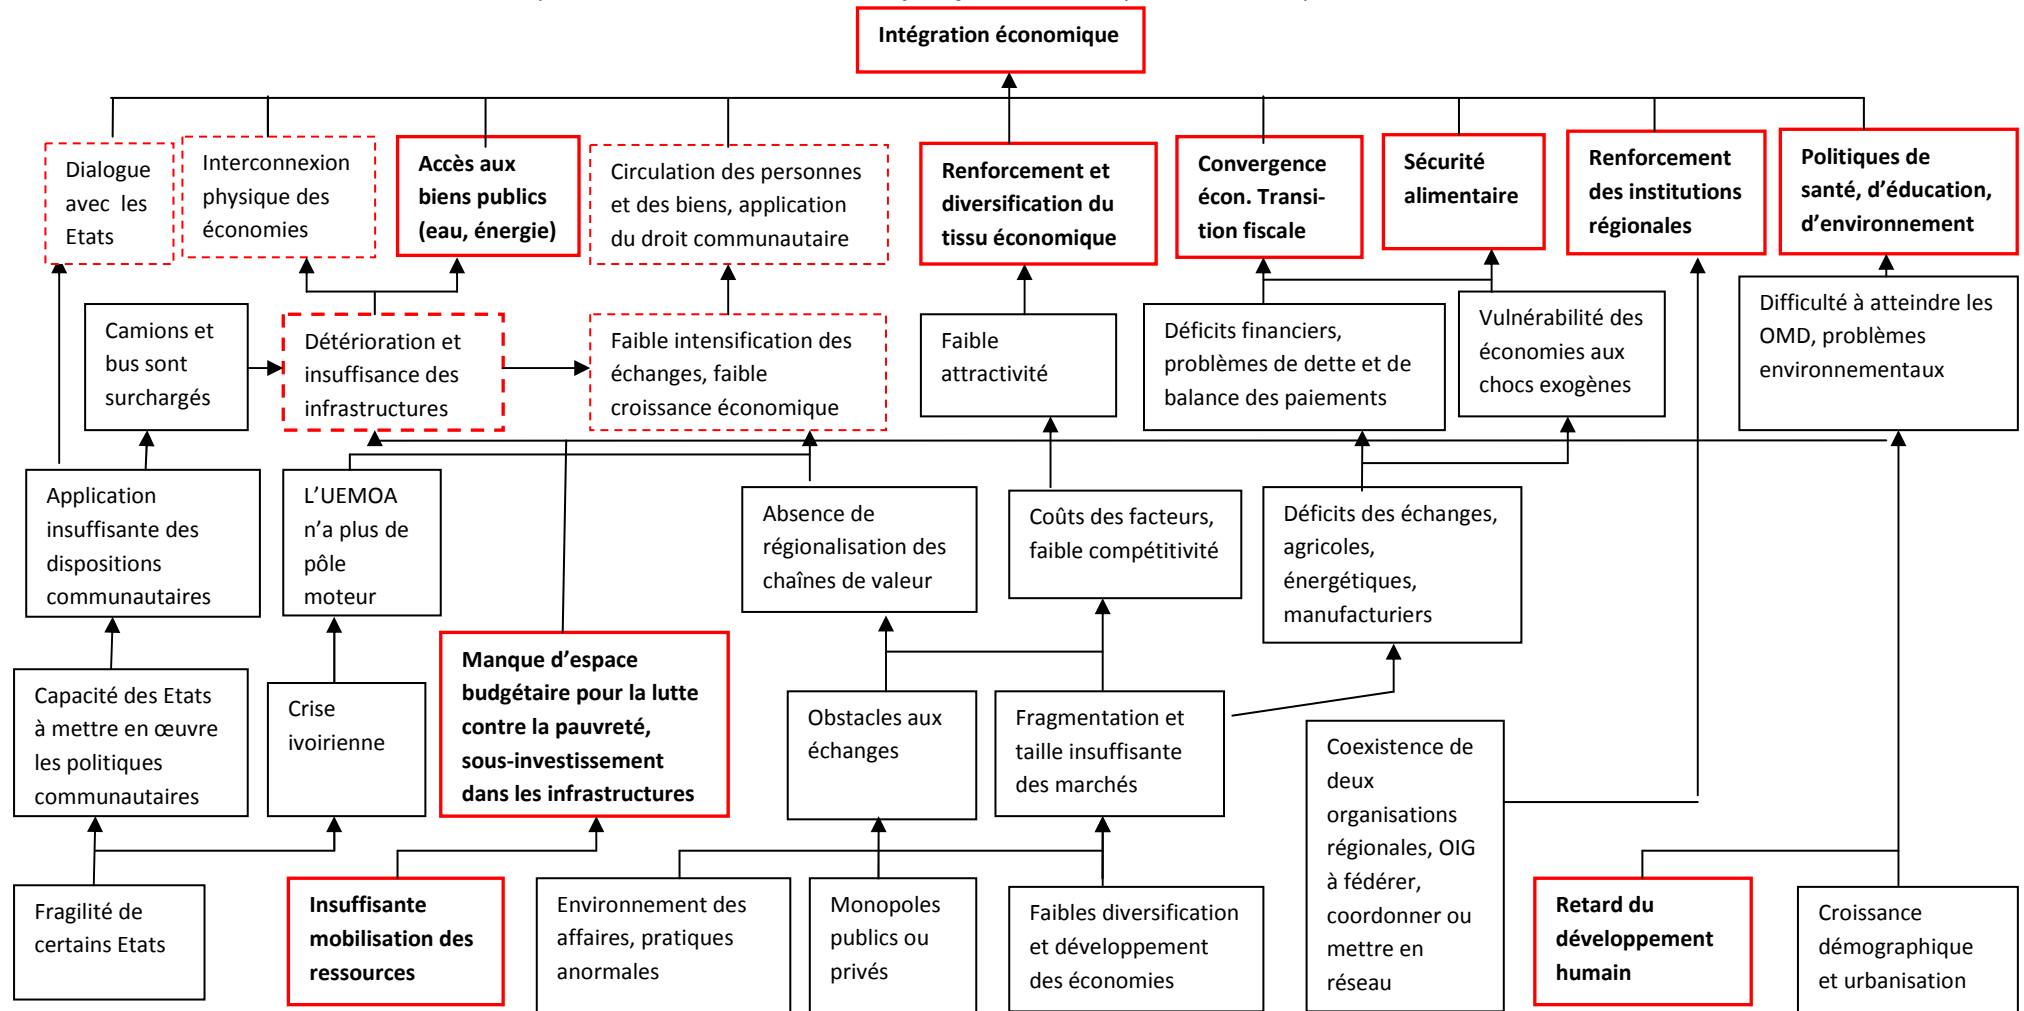 Intégration économique
Dialogue
avec les
Etats
Interconnexion
physique des
économies
Accès aux
biens publics
(eau, énergie)
Circulation des personnes
et des biens, application
du droit communautaire
Renforcement et
diversification du
tissu économique
Convergence
écon. Transi-
tion fiscale
Sécurité
alimentaire
Renforcement
des institutions
régionales
Politiques de
santé, d’éducation,
d’environnement
Camions et
bus sont
surchargés
Détérioration et
insuffisance des
infrastructures
Faible intensification des
échanges, faible
croissance économique
Faible
attractivité
Déficits financiers,
problèmes de dette et de
balance des paiements
Vulnérabilité des
économies aux
chocs exogènes
Difficulté à atteindre les
OMD, problèmes
environnementaux
Application
insuffisante des
dispositions
communautaires
L’UEMOA
n’a plus de
pôle
moteur
Absence de
régionalisation des
chaînes de valeur
Coûts des facteurs,
faible compétitivité
Déficits des échanges,
agricoles,
énergétiques,
manufacturiers
Capacité des Etats
à mettre en œuvre
les politiques
communautaires
Crise
ivoirienne
Manque d’espace
budgétaire pour la lutte
contre la pauvreté,
sous-investissement
dans les infrastructures
Obstacles aux
échanges
Fragmentation et
taille insuffisante
des marchés
Coexistence de
deux
organisations
régionales, OIG
à fédérer,
coordonner ou
mettre en
réseau
Fragilité de
certains Etats
Insuffisante
mobilisation des
ressources
Environnement des
affaires, pratiques
anormales
Monopoles
publics ou
privés
Faibles diversification
et développement
des économies
Retard du
développement
humain
Croissance
démographique
et urbanisation